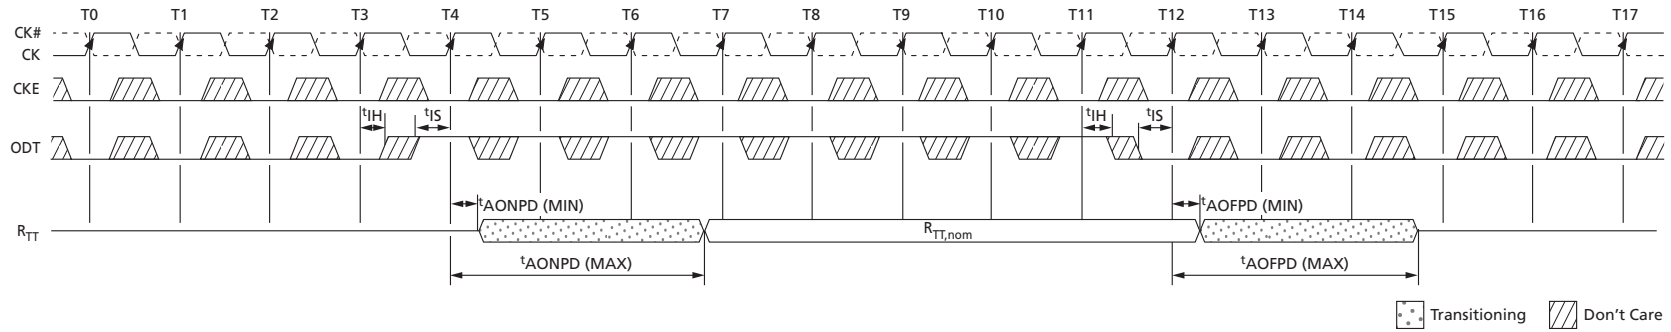 T0 T1 T2 T3 T4 T5 T6 T7 T8 T9 T10 T11 T12 T13 T14 T15 T16 T17
CK#
CK
CKE
tIH tIS tIH tIS
ODT
tAONPD (MIN) tAOFPD (MIN)
RTT RTT,nom
tAONPD (MAX) tAOFPD (MAX)
Transitioning Don't Care